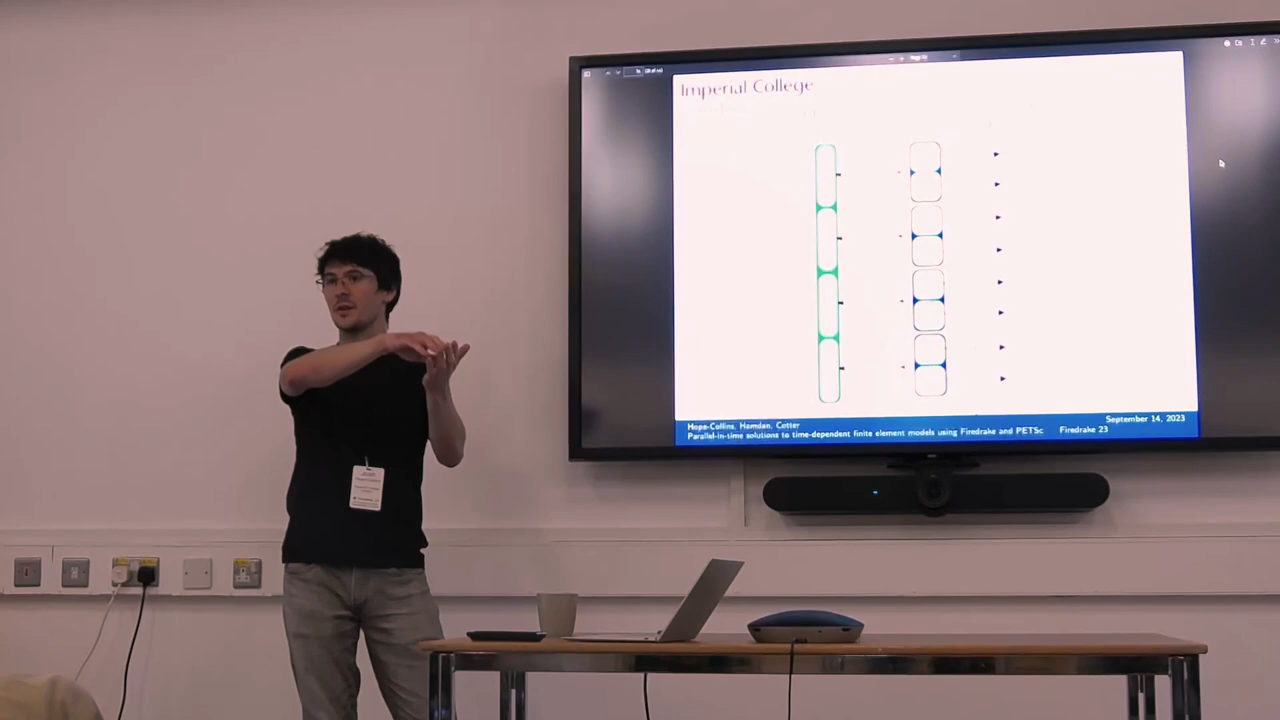 Imperial College
Hope-Collins, Hamdan, Cotter
September 14, 2023
Parallel-in-time solutions to time-dependent finite element models using Firedrake and PETSc
Firedrake 23